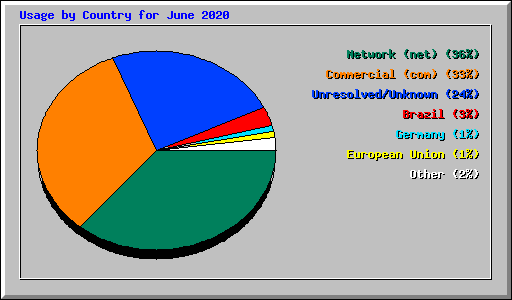 Usage by Country for June 2020
Network (net) (36%)
Commercial (com) (33%)
Unresolved/Unknown (24%)
Brazil (3%)
Germany (1%)
European Union (1%)
Other (2%)